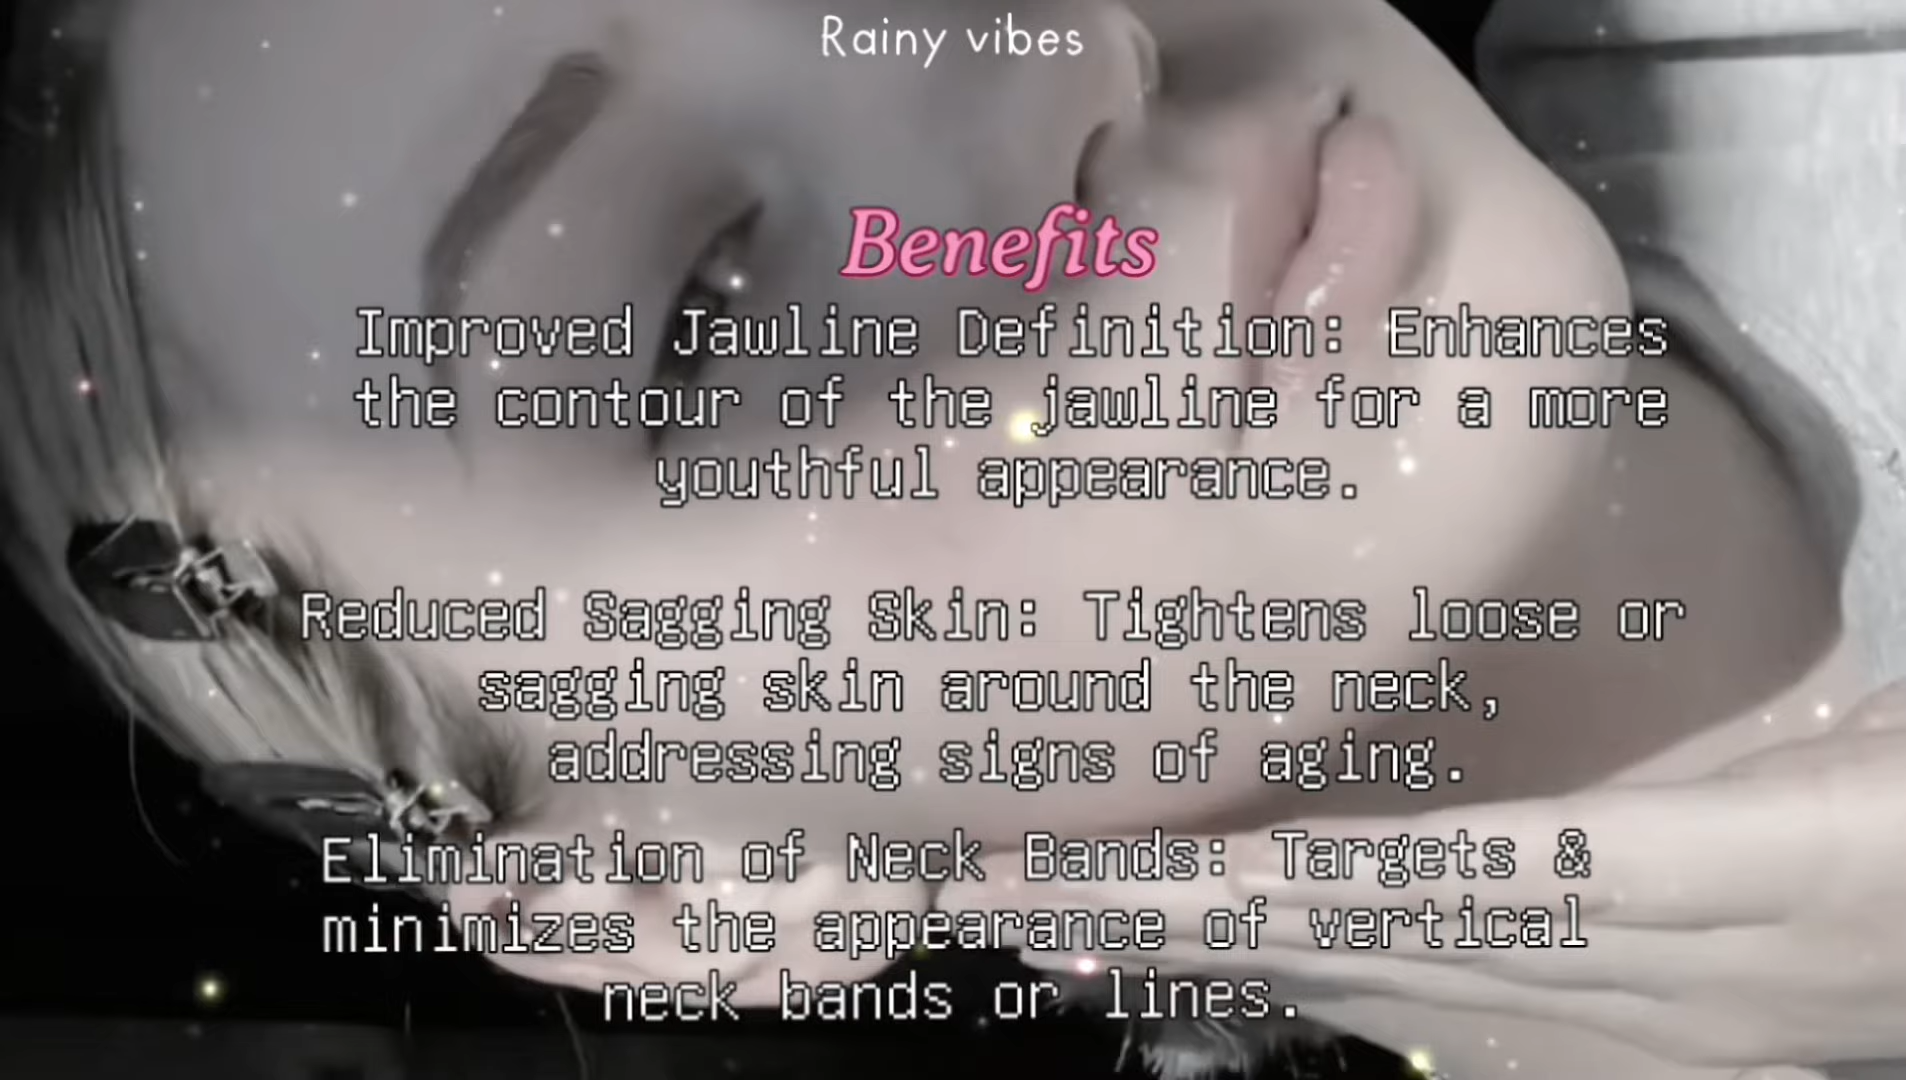 Rainy vibes
Benefits
Improved Jawline Definition: Enhances
the contour of the jawline for a more
youthful appearance.
Reduced Sagging Skin: Tightens loose or
sagging skin around the neck,
addressing signs of aging.
Elimination of Neck Bands: Targets &
minimizes the appearance of vertical
neck bands or lines.